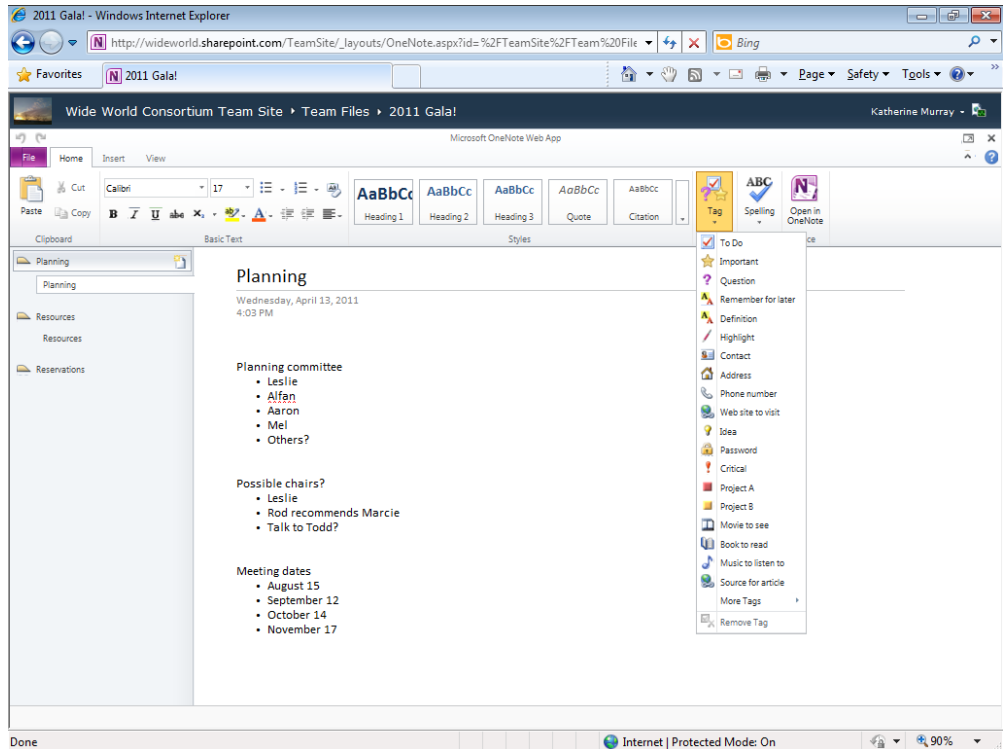 2011 Gala! - Windows Internet Explorer
http://wideworld.sharepoint.com/TeamSite/_layouts/OneNote.aspx?id=%2FTeamSite%2FTeam%20File
Bing
Favorites
2011 Gala!
Page
Safety
Tools
Wide World Consortium Team Site
Team Files
2011 Gala!
Katherine Murray
Microsoft OneNote Web App
File
Home
Insert
View
Paste
Cut
Copy
Clipboard
Calibri
17
B I U abc
Basic Text
AaBbCc
Heading 1
AaBbCc
Heading 2
AaBbCc
Heading 3
AaBbCc
Quote
AaBbCc
Citation
Styles
Tag
ABC
Spelling
Open in
OneNote
ce
Planning
Planning
Resources
Resources
Reservations
Planning
Wednesday, April 13, 2011
4:03 PM
Planning committee
• Leslie
• Alfan
• Aaron
• Mel
• Others?
Possible chairs?
• Leslie
• Rod recommends Marcie
• Talk to Todd?
Meeting dates
• August 15
• September 12
• October 14
• November 17
To Do
Important
Question
Remember for later
Definition
Highlight
Contact
Address
Phone number
Web site to visit
Idea
Password
Critical
Project A
Project B
Movie to see
Book to read
Music to listen to
Source for article
More Tags
Remove Tag
Done
Internet | Protected Mode: On
90%